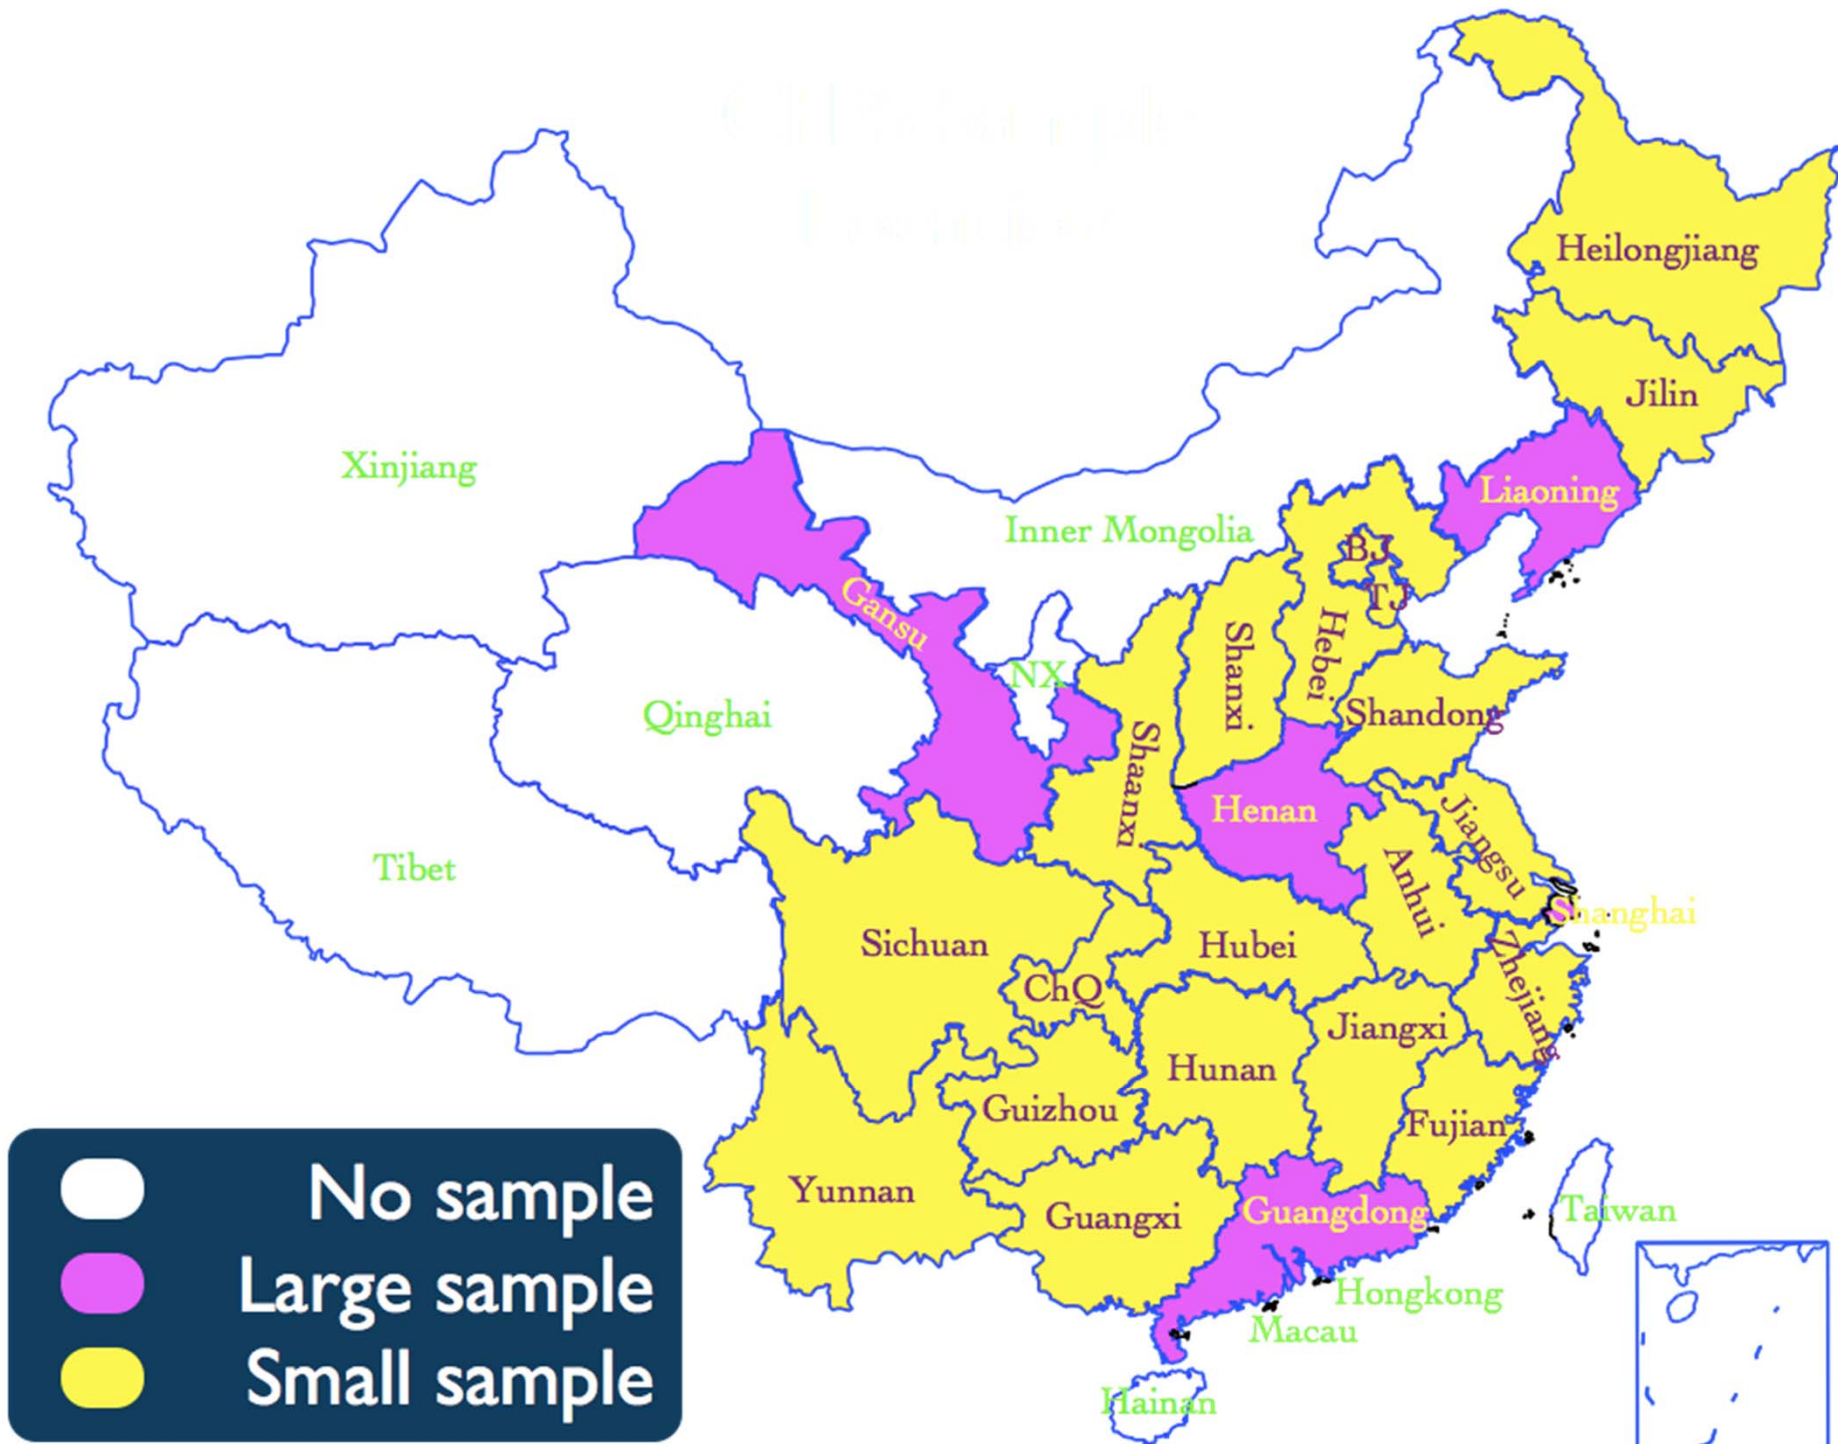 Heilongjiang
Jilin
Xinjiang
Liaoning
Inner Mongolia
BJ
TJ
Gansu
Hebei
Shanxi
NX
Qinghai
Shandong
Shaanxi
Henan
Jiangsu
Tibet
Anhui
Shanghai
Sichuan
Hubei
Zhejiang
ChQ
Jiangxi
Hunan
Guizhou
Fujian
Yunnan
Guangxi
Guangdong
Taiwan
Hongkong
Macau
Hainan
No sample
Large sample
Small sample